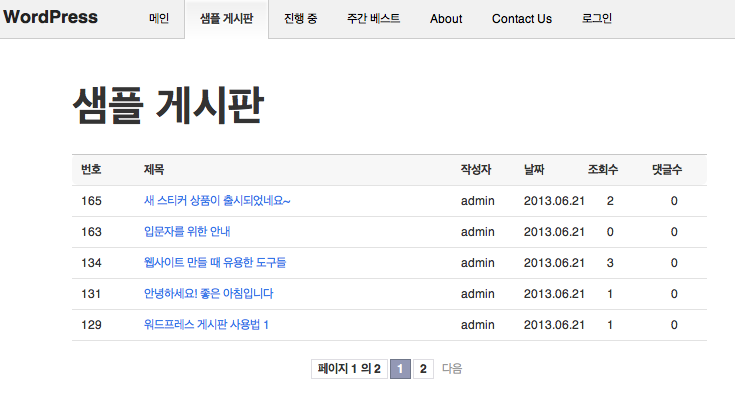 WordPress 메인 샘플 게시판 진행 중 주간 베스트 About Contact Us 로그인
샘플 게시판
번호 제목 작성자 날짜 조회수 댓글수
165 새 스티커 상품이 출시되었네요~ admin 2013.06.21 2 0
163 입문자를 위한 안내 admin 2013.06.21 0 0
134 웹사이트 만들 때 유용한 도구들 admin 2013.06.21 3 0
131 안녕하세요! 좋은 아침입니다 admin 2013.06.21 1 0
129 워드프레스 게시판 사용법 1 admin 2013.06.21 1 0
페이지 1 의 2 1 2 다음